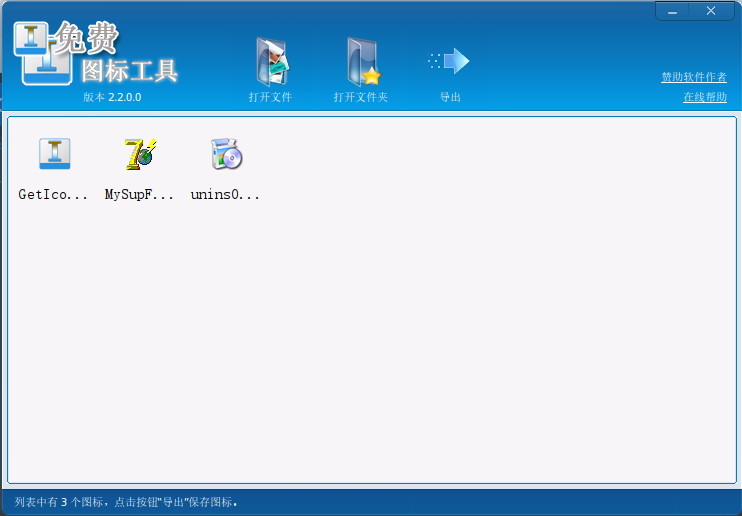 免费
图标工具
版本 2.2.0.0
打开文件
打开文件夹
导出
赞助软件作者
在线帮助
GetIco...
MySupF...
unins0...
列表中有 3 个图标，点击按钮"导出"保存图标。